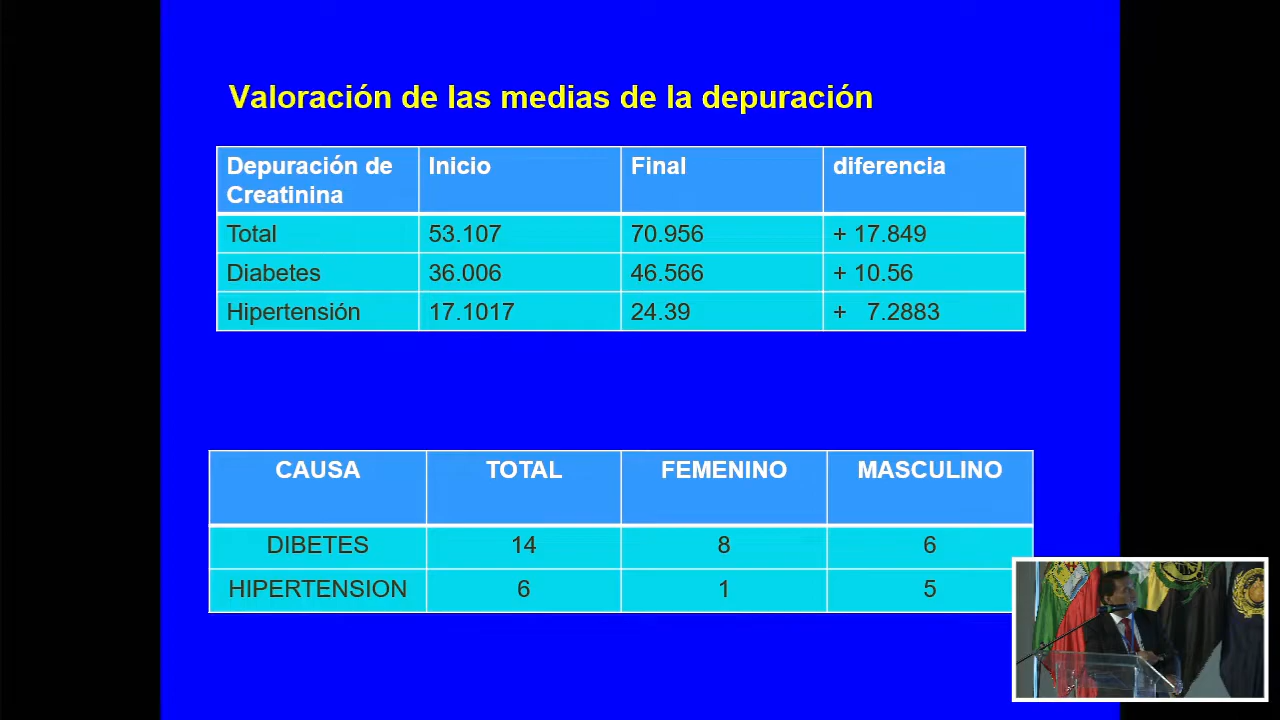 Valoración de las medias de la depuración
Depuración de Creatinina Inicio Final diferencia
Total 53.107 70.956 + 17.849
Diabetes 36.006 46.566 + 10.56
Hipertensión 17.1017 24.39 + 7.2883
CAUSA TOTAL FEMENINO MASCULINO
DIBETES 14 8 6
HIPERTENSION 6 1 5